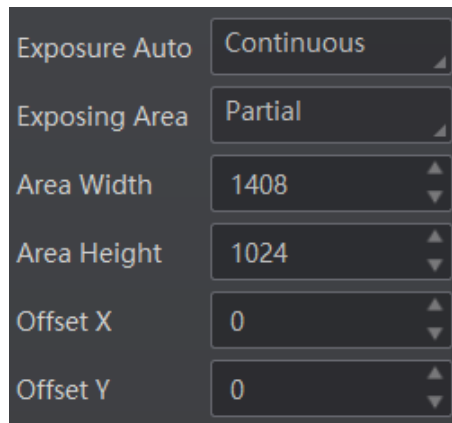 Exposure Auto Continuous
Exposing Area Partial
Area Width 1408
Area Height 1024
Offset X 0
Offset Y 0